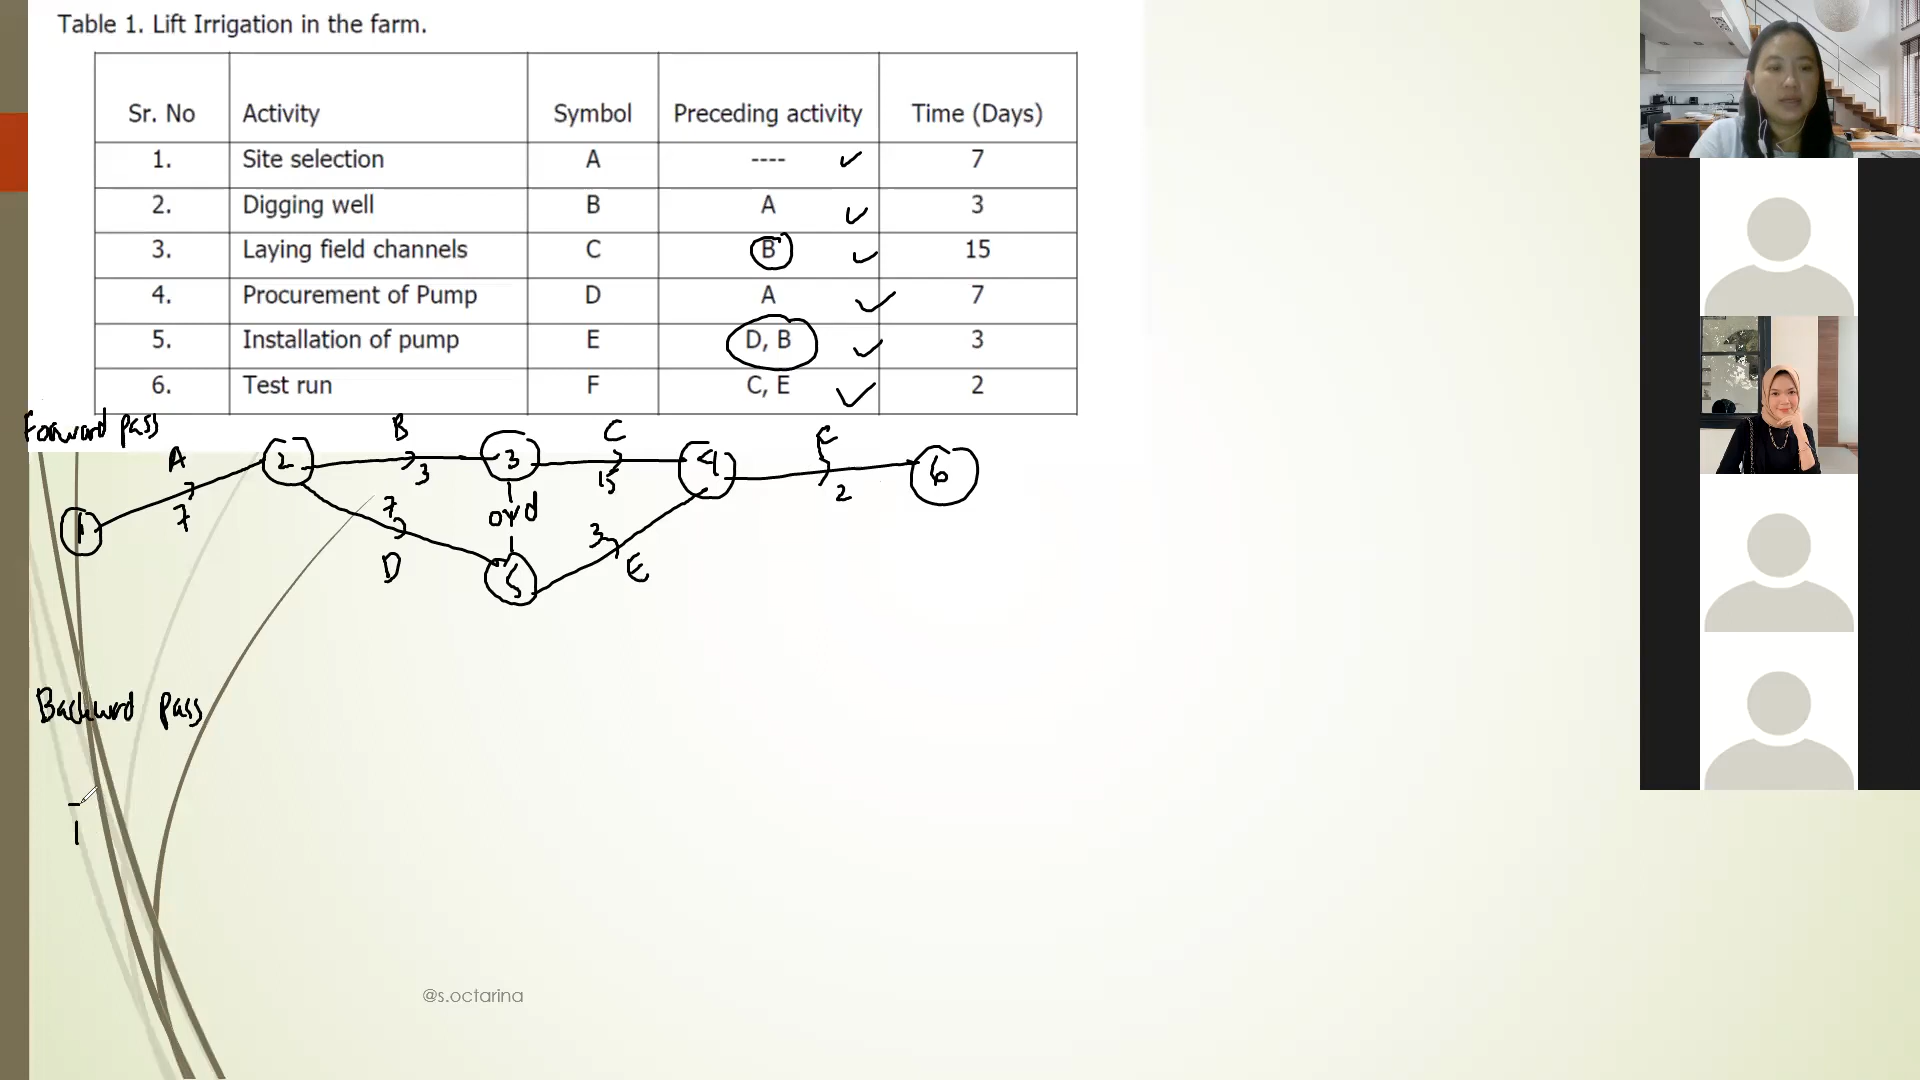 Table 1. Lift Irrigation in the farm.
Sr. No Activity Symbol Preceding activity Time (Days)
1. Site selection A ---- 7
2. Digging well B A 3
3. Laying field channels C B 15
4. Procurement of Pump D A 7
5. Installation of pump E D, B 3
6. Test run F C, E 2
Forward pass
A 7
B 3
C 15
F 2
1 2 3 4 6
7 D
3 E
5
Backward pass
1
@s.octarina